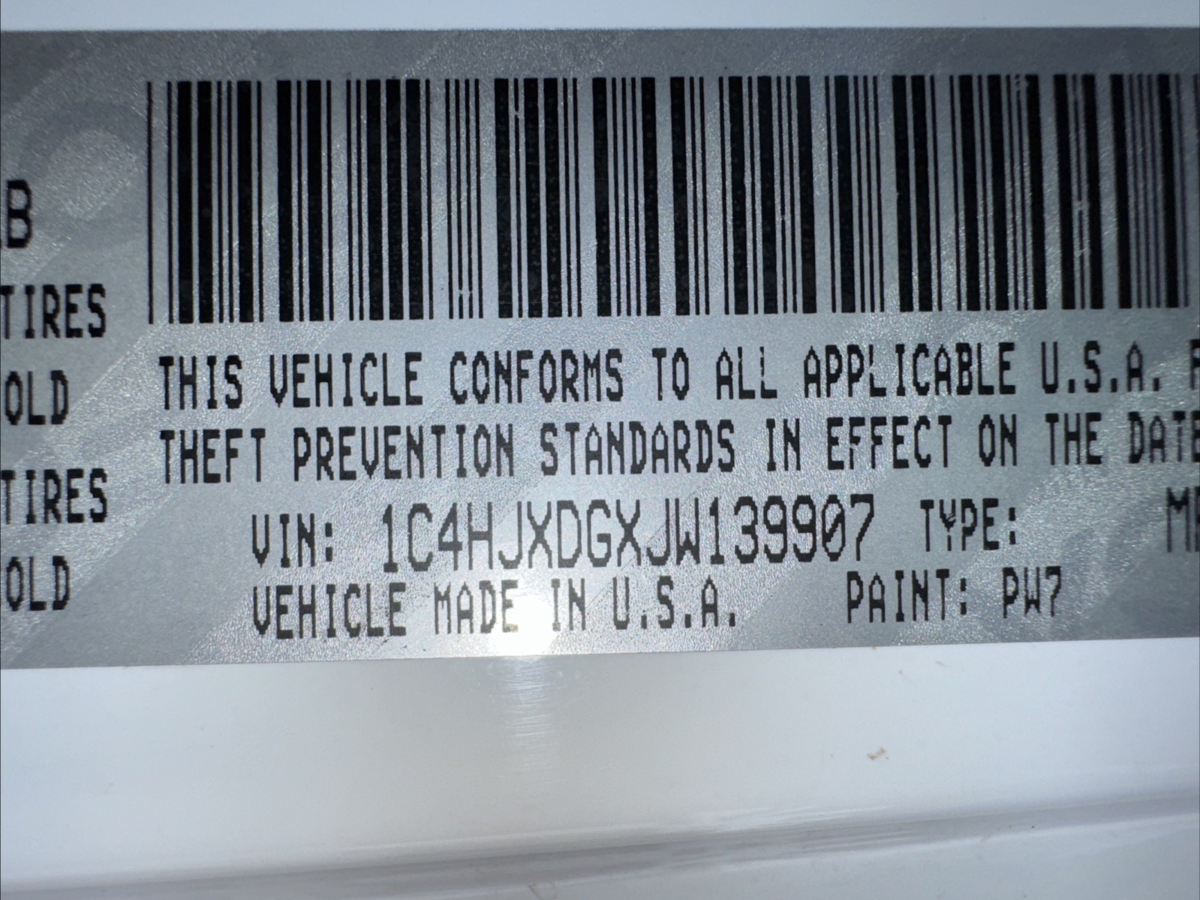 B
TIRES
OLD
TIRES
OLD
THIS VEHICLE CONFORMS TO ALL APPLICABLE U.S.A.
THEFT PREVENTION STANDARDS IN EFFECT ON THE DATE
VIN: 1C4HJXDGXJW139907 TYPE:
VEHICLE MADE IN U.S.A. PAINT: PW7